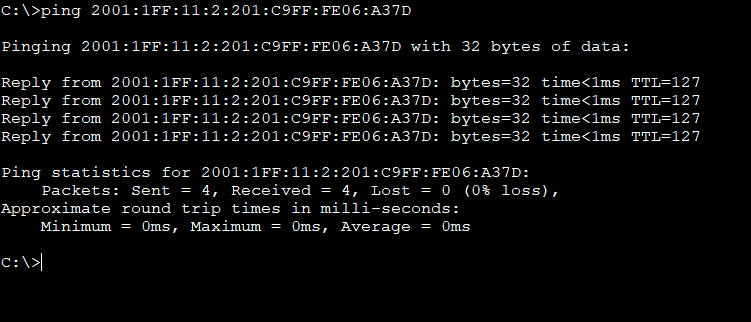 C:\>ping 2001:1FF:11:2:201:C9FF:FE06:A37D
Pinging 2001:1FF:11:2:201:C9FF:FE06:A37D with 32 bytes of data:
Reply from 2001:1FF:11:2:201:C9FF:FE06:A37D: bytes=32 time<1ms TTL=127
Reply from 2001:1FF:11:2:201:C9FF:FE06:A37D: bytes=32 time<1ms TTL=127
Reply from 2001:1FF:11:2:201:C9FF:FE06:A37D: bytes=32 time<1ms TTL=127
Reply from 2001:1FF:11:2:201:C9FF:FE06:A37D: bytes=32 time<1ms TTL=127
Ping statistics for 2001:1FF:11:2:201:C9FF:FE06:A37D:
    Packets: Sent = 4, Received = 4, Lost = 0 (0% loss),
Approximate round trip times in milli-seconds:
    Minimum = 0ms, Maximum = 0ms, Average = 0ms
C:\>